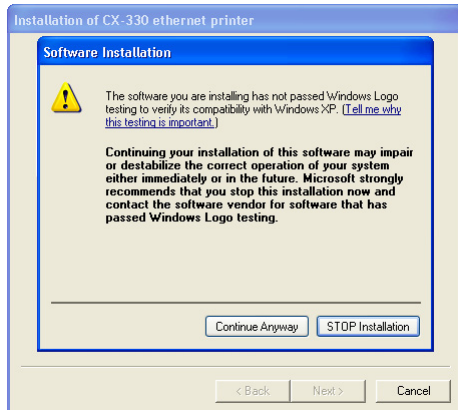 Installation of CX-330 ethernet printer
Software Installation
The software you are installing has not passed Windows Logo
testing to verify its compatibility with Windows XP. (Tell me why
this testing is important.)
Continuing your installation of this software may impair
or destabilize the correct operation of your system
either immediately or in the future. Microsoft strongly
recommends that you stop this installation now and
contact the software vendor for software that has
passed Windows Logo testing.
Continue Anyway STOP Installation
< Back Next > Cancel